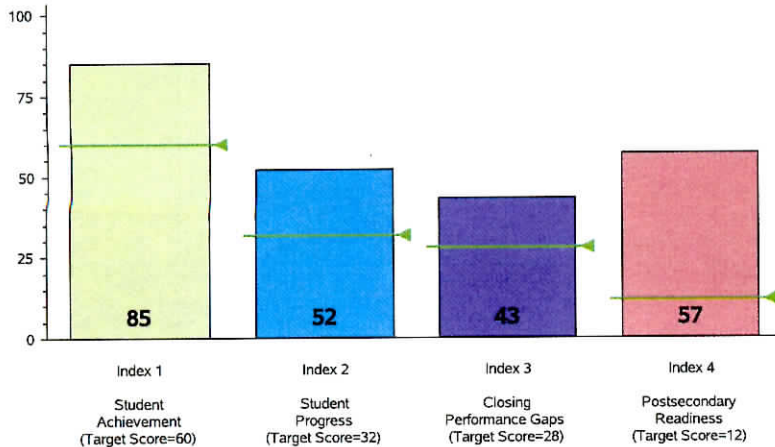 100
75
50
25
0
85
52
43
57
Index 1
Index 2
Index 3
Index 4
Student
Achievement
(Target Score=60)
Student
Progress
(Target Score=32)
Closing
Performance Gaps
(Target Score=28)
Postsecondary
Readiness
(Target Score=12)